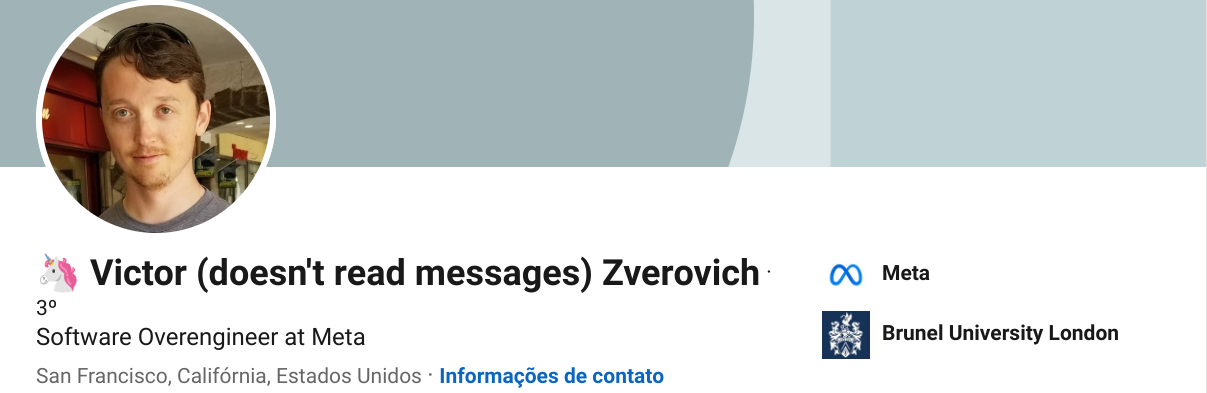 🦄 Victor (doesn't read messages) Zverovich ·
3º
Software Overengineer at Meta
San Francisco, Califórnia, Estados Unidos · Informações de contato
Meta
Brunel University London